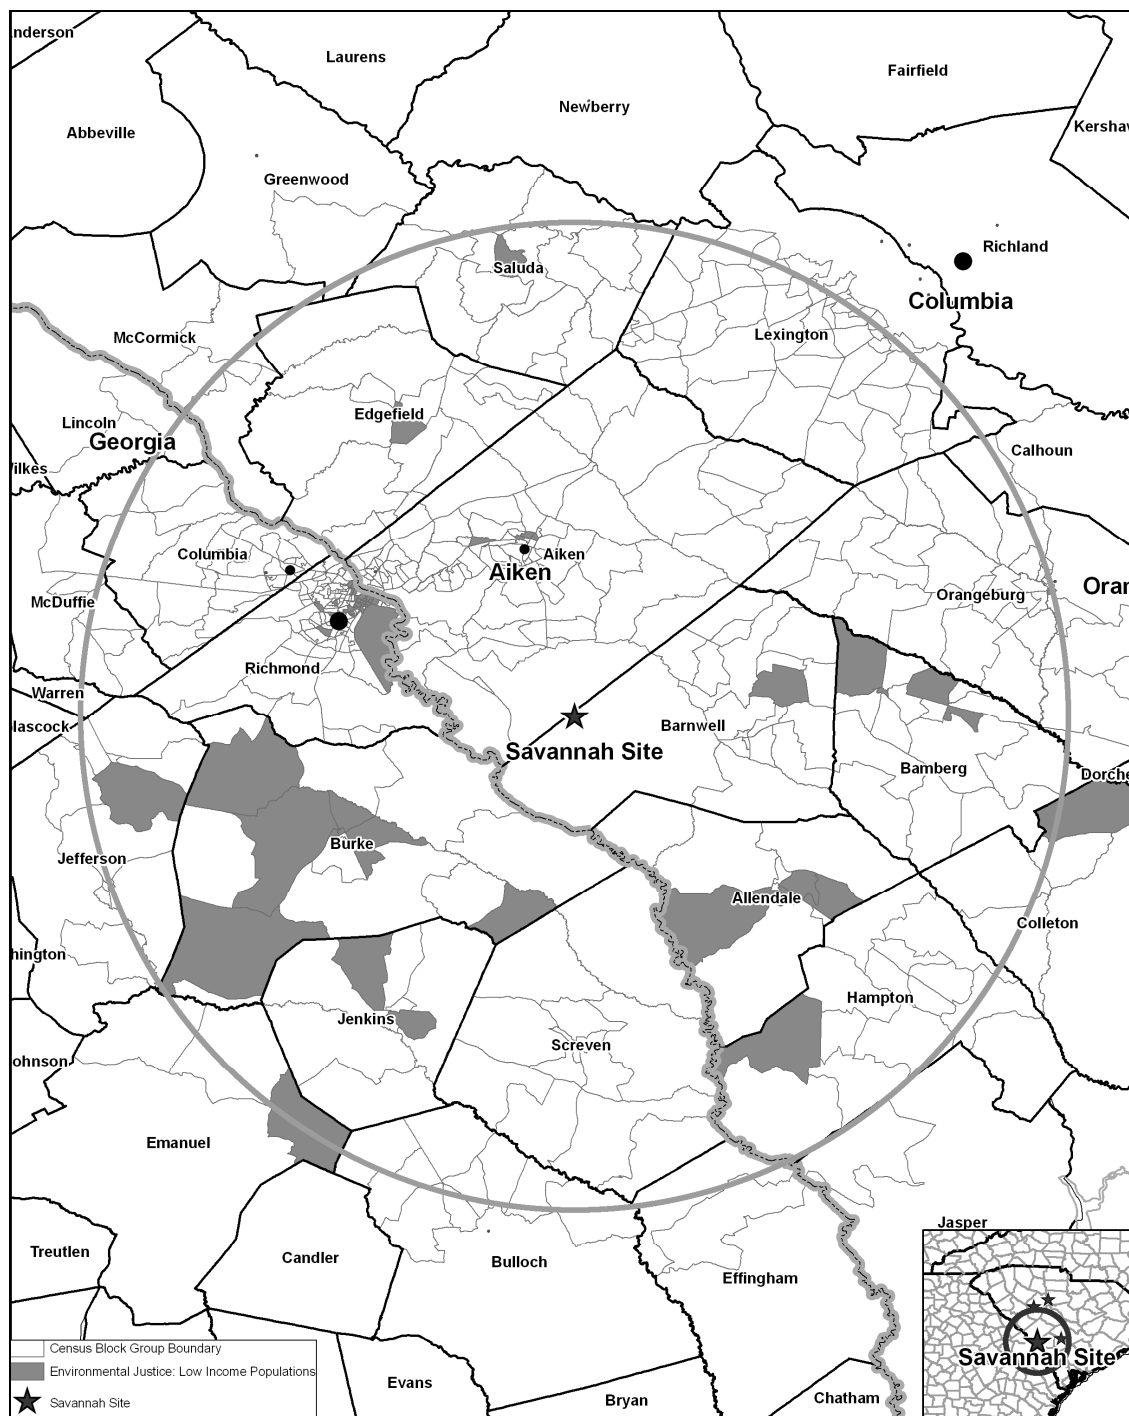 nderson
Laurens
Fairfield
Newberry
Abbeville
Kershaw
Greenwood
Richland
Saluda
Columbia
McCormick
Lexington
Edgefield
Lincoln
Georgia
Calhoun
ilkes
Columbia
Aiken
Aiken
Oran
Orangeburg
McDuffie
Richmond
Warren
lascock
Barnwell
Savannah Site
Bamberg
Dorche
Burke
Jefferson
Allendale
Colleton
hington
Hampton
Jenkins
Screven
ohnson
Emanuel
Jasper
Treutlen
Candler
Bulloch
Effingham
Savannah Site
Census Block Group Boundary
Environmental Justice: Low Income Populations
Savannah Site
Evans
Bryan
Chatham